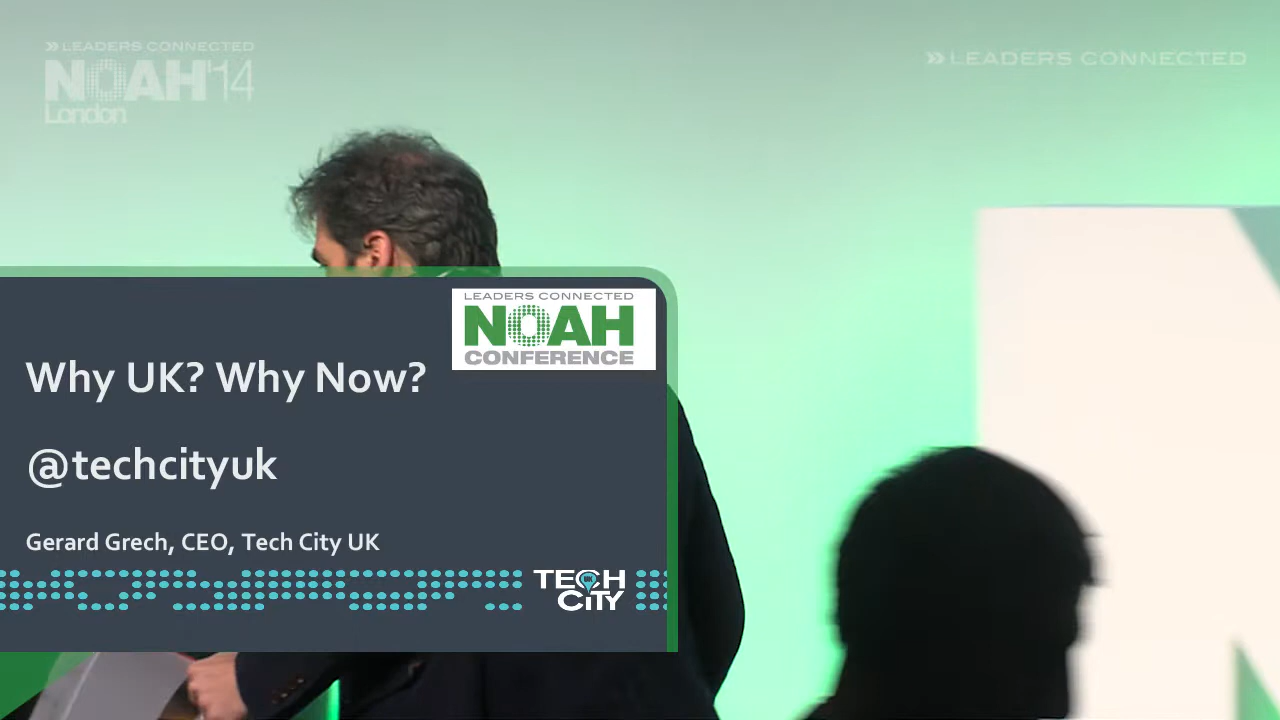 LEADERS CONNECTED
NOAH'14
London
LEADERS CONNECTED
LEADERS CONNECTED
NOAH
CONFERENCE
Why UK? Why Now?
@techcityuk
Gerard Grech, CEO, Tech City UK
TECH
CITY